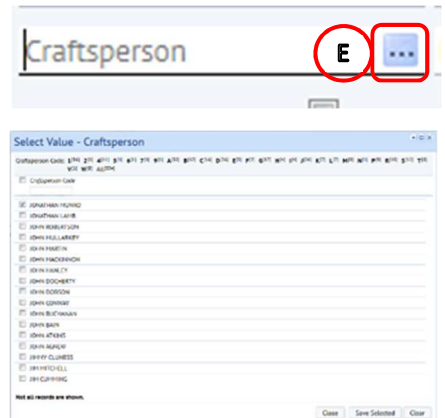 Craftsperson
E
...
Select Value - Craftsperson
Craftsperson Code:
Craftsperson Code
JONATHAN MUNRO
JONATHAN LAMB
JOHN ROBERTSON
JOHN MULLARKEY
JOHN MARTIN
JOHN MACKINNON
JOHN HANLEY
JOHN DOCHERTY
JOHN DOBSON
JOHN CONWAY
JOHN BUCHANAN
JOHN BAIN
JOHN ATKINS
JOHN AGNEW
JIMMY CLUNESS
JIM MITCHELL
JIM CUMMING
Not all records are shown.
Close Save Selected Clear